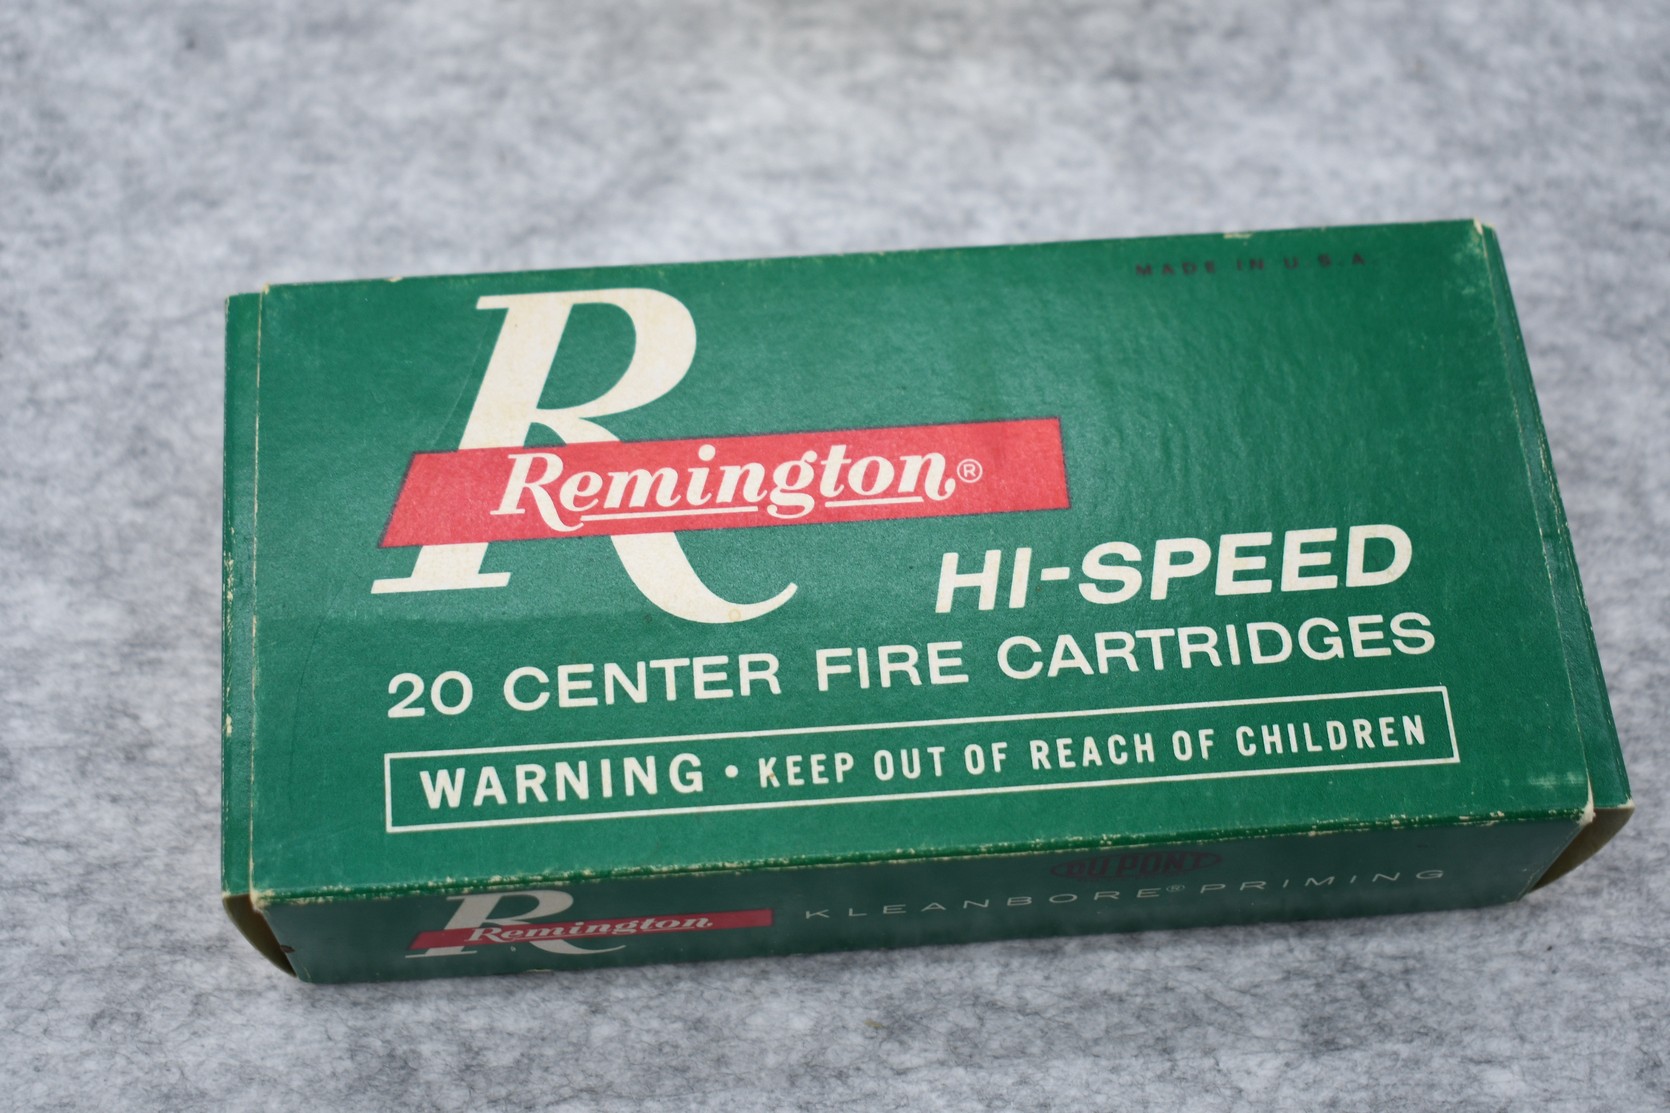 MADE IN U.S.A.
R
Remington®
HI-SPEED
20 CENTER FIRE CARTRIDGES
WARNING • KEEP OUT OF REACH OF CHILDREN
DU PONT
R
Remington
KLEANBORE® PRIMING